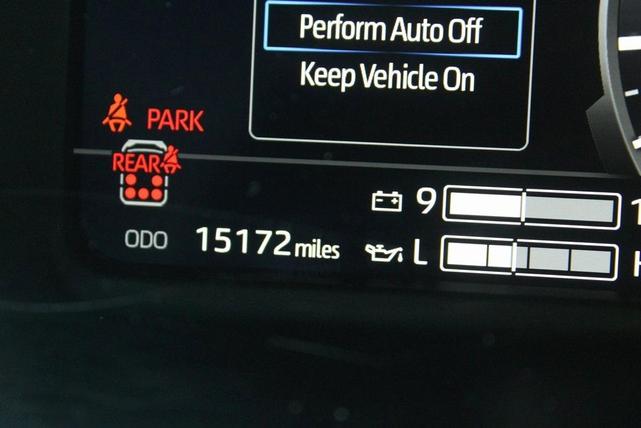 Perform Auto Off
Keep Vehicle On
PARK
REAR
9
ODO 15172 miles
L